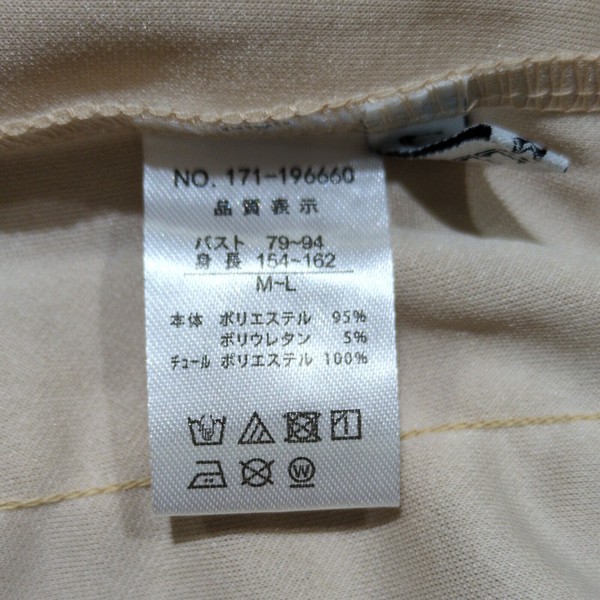 NO. 171-196660
品質表示
バスト 79~94
身長 154~162
M~L
本体 ポリエステル 95%
ポリウレタン 5%
チュール ポリエステル 100%
W